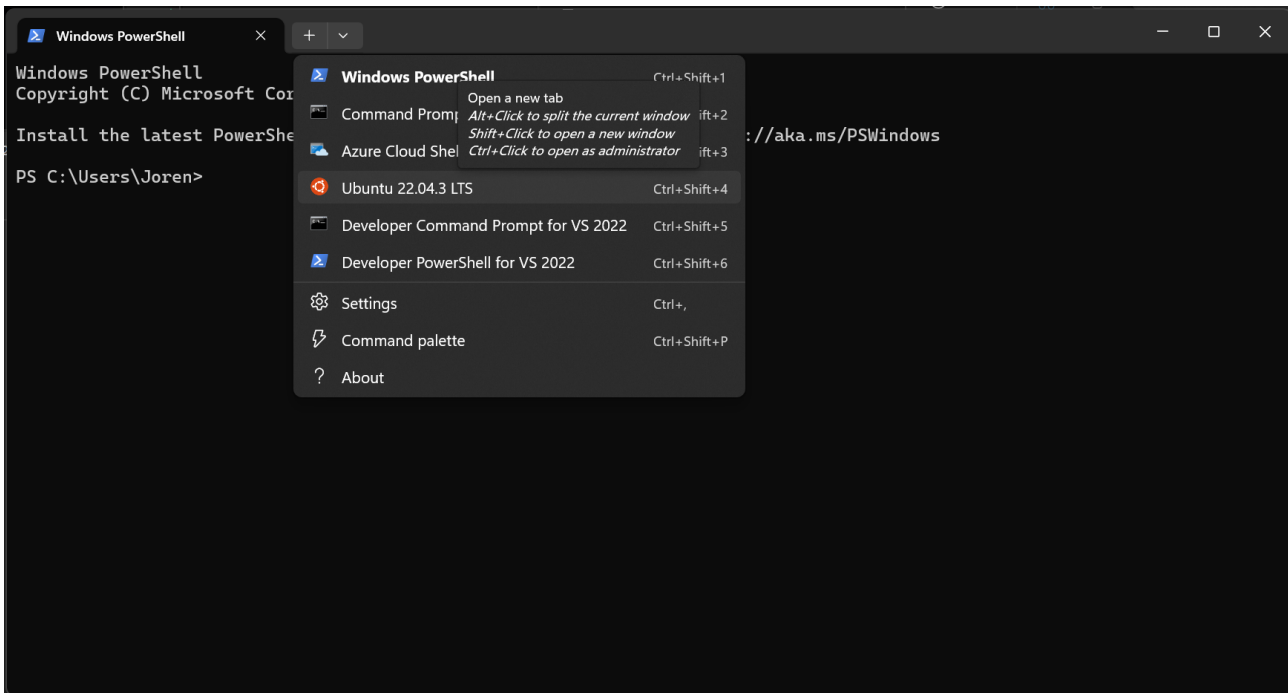 Windows PowerShell
Windows PowerShell
Copyright (C) Microsoft Cor
Install the latest PowerShe ://aka.ms/PSWindows
PS C:\Users\Joren>
Windows PowerShell Ctrl+Shift+1
Command Promp ift+2
Azure Cloud Shel ift+3
Open a new tab
Alt+Click to split the current window
Shift+Click to open a new window
Ctrl+Click to open as administrator
Ubuntu 22.04.3 LTS Ctrl+Shift+4
Developer Command Prompt for VS 2022 Ctrl+Shift+5
Developer PowerShell for VS 2022 Ctrl+Shift+6
Settings Ctrl+,
Command palette Ctrl+Shift+P
? About